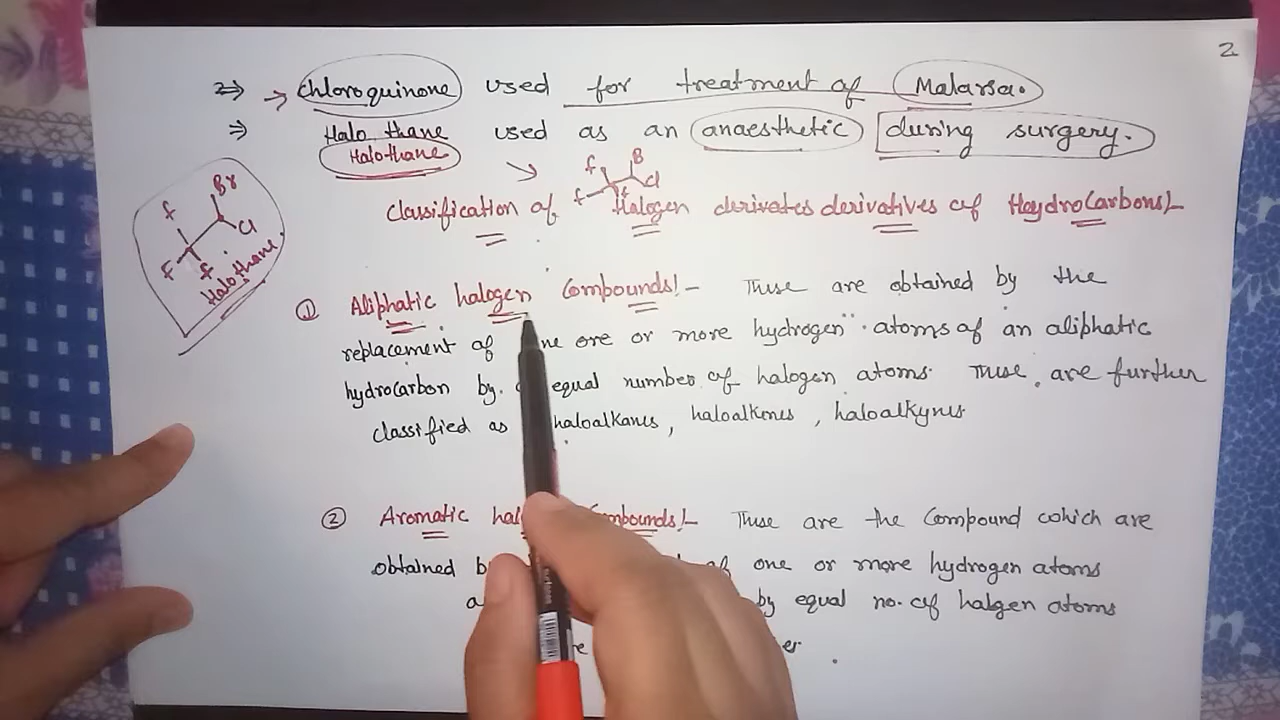 2
⇒ → Chloroquinone used for treatment of Malarsa.
⇒ Halo thane used as an anaesthetic during surgery.
Halothane
f f f B Cl
Classification of Halogen derivates derivatives of HaydroCarbons!-
Br f Cl F f
Halothane.
① Aliphatic halogen Compounds!- These are obtained by the
replacement of one or more hydrogen atoms of an aliphatic
hydrocarbon by equal number of halogen atoms. These are further
classified as haloalkanes, haloalkenes, haloalkynes
② Aromatic Compounds!- These are the Compound which are
obtained of one or more hydrogen atoms
by equal no. of halgen atoms